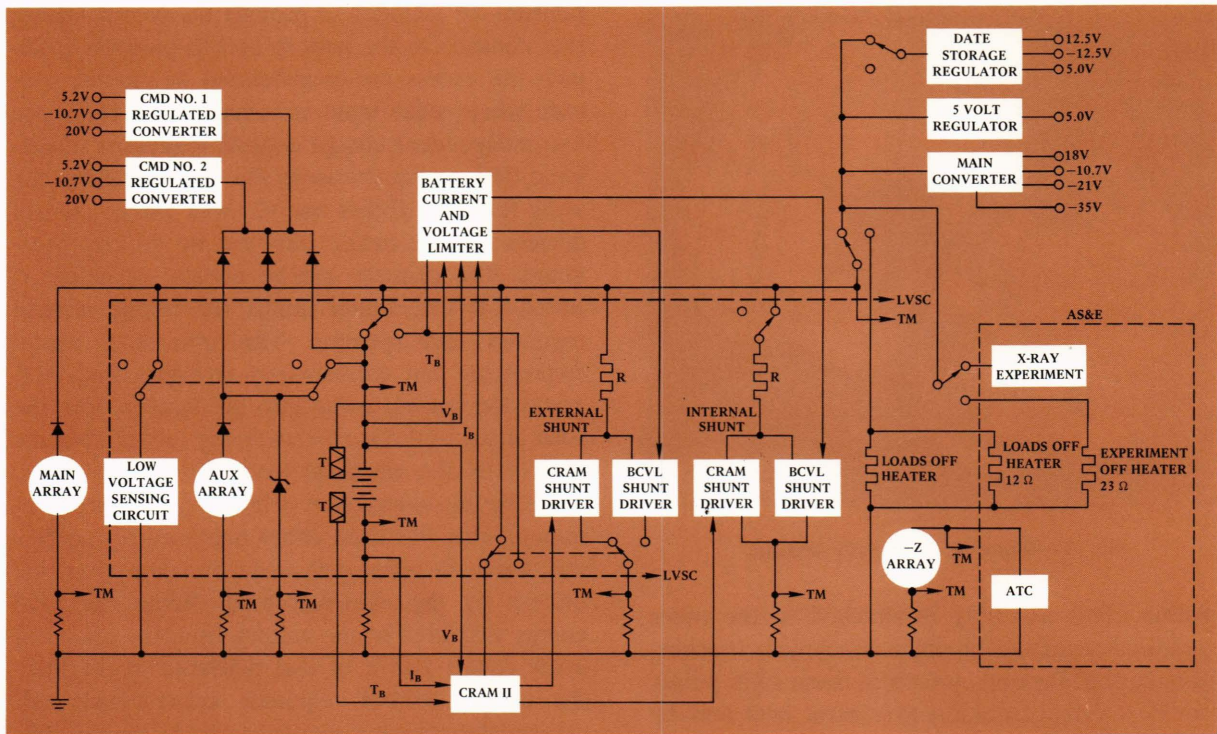 5.2V
-10.7V
20V
CMD NO. 1
REGULATED
CONVERTER
5.2V
-10.7V
20V
CMD NO. 2
REGULATED
CONVERTER
BATTERY
CURRENT
AND
VOLTAGE
LIMITER
DATE
STORAGE
REGULATOR
12.5V
-12.5V
5.0V
5 VOLT
REGULATOR
5.0V
MAIN
CONVERTER
18V
-10.7V
-21V
-35V
LVSC
TM
AS&E
X-RAY
EXPERIMENT
LOADS OFF
HEATER
LOADS OFF
HEATER
12 Ω
EXPERIMENT
OFF HEATER
23 Ω
-Z
ARRAY
TM
TM
ATC
MAIN
ARRAY
TM
LOW
VOLTAGE
SENSING
CIRCUIT
AUX
ARRAY
TM
TM
TM
TB
VB
IB
T
T
TM
R
EXTERNAL
SHUNT
CRAM
SHUNT
DRIVER
BCVL
SHUNT
DRIVER
R
INTERNAL
SHUNT
CRAM
SHUNT
DRIVER
BCVL
SHUNT
DRIVER
LVSC
TM
TM
VB
IB
TB
CRAM II